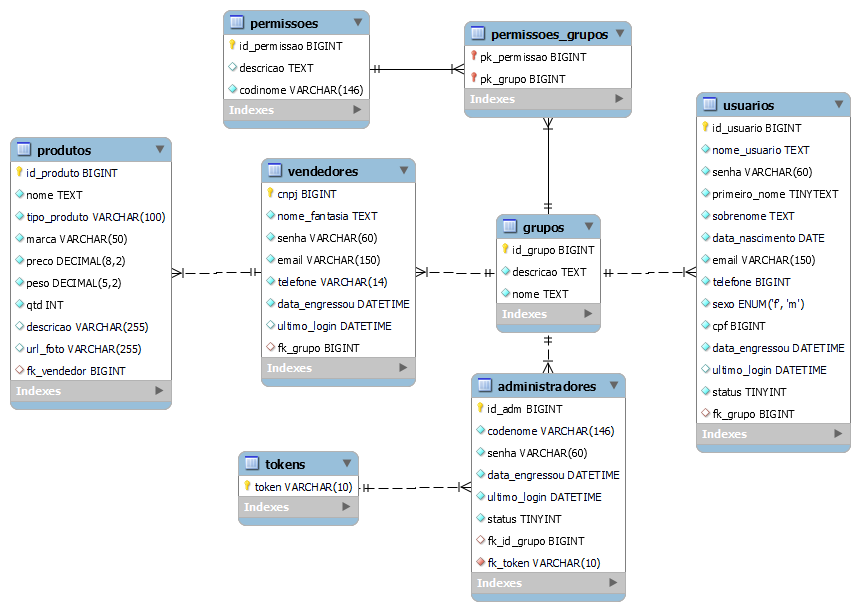 permissoes
id_permissao BIGINT
descricao TEXT
codinome VARCHAR(146)
Indexes
permissoes_grupos
pk_permissao BIGINT
pk_grupo BIGINT
Indexes
usuarios
id_usuario BIGINT
nome_usuario TEXT
senha VARCHAR(60)
primeiro_nome TINYTEXT
sobrenome TEXT
data_nascimento DATE
email VARCHAR(150)
telefone BIGINT
sexo ENUM('f', 'm')
cpf BIGINT
data_engressou DATETIME
ultimo_login DATETIME
status TINYINT
fk_grupo BIGINT
Indexes
produtos
id_produto BIGINT
nome TEXT
tipo_produto VARCHAR(100)
marca VARCHAR(50)
preco DECIMAL(8,2)
peso DECIMAL(5,2)
qtd INT
descricao VARCHAR(255)
url_foto VARCHAR(255)
fk_vendedor BIGINT
Indexes
vendedores
cnpj BIGINT
nome_fantasia TEXT
senha VARCHAR(60)
email VARCHAR(150)
telefone VARCHAR(14)
data_engressou DATETIME
ultimo_login DATETIME
fk_grupo BIGINT
Indexes
grupos
id_grupo BIGINT
descricao TEXT
nome TEXT
Indexes
administradores
id_adm BIGINT
codenome VARCHAR(146)
senha VARCHAR(60)
data_engressou DATETIME
ultimo_login DATETIME
status TINYINT
fk_id_grupo BIGINT
fk_token VARCHAR(10)
Indexes
tokens
token VARCHAR(10)
Indexes